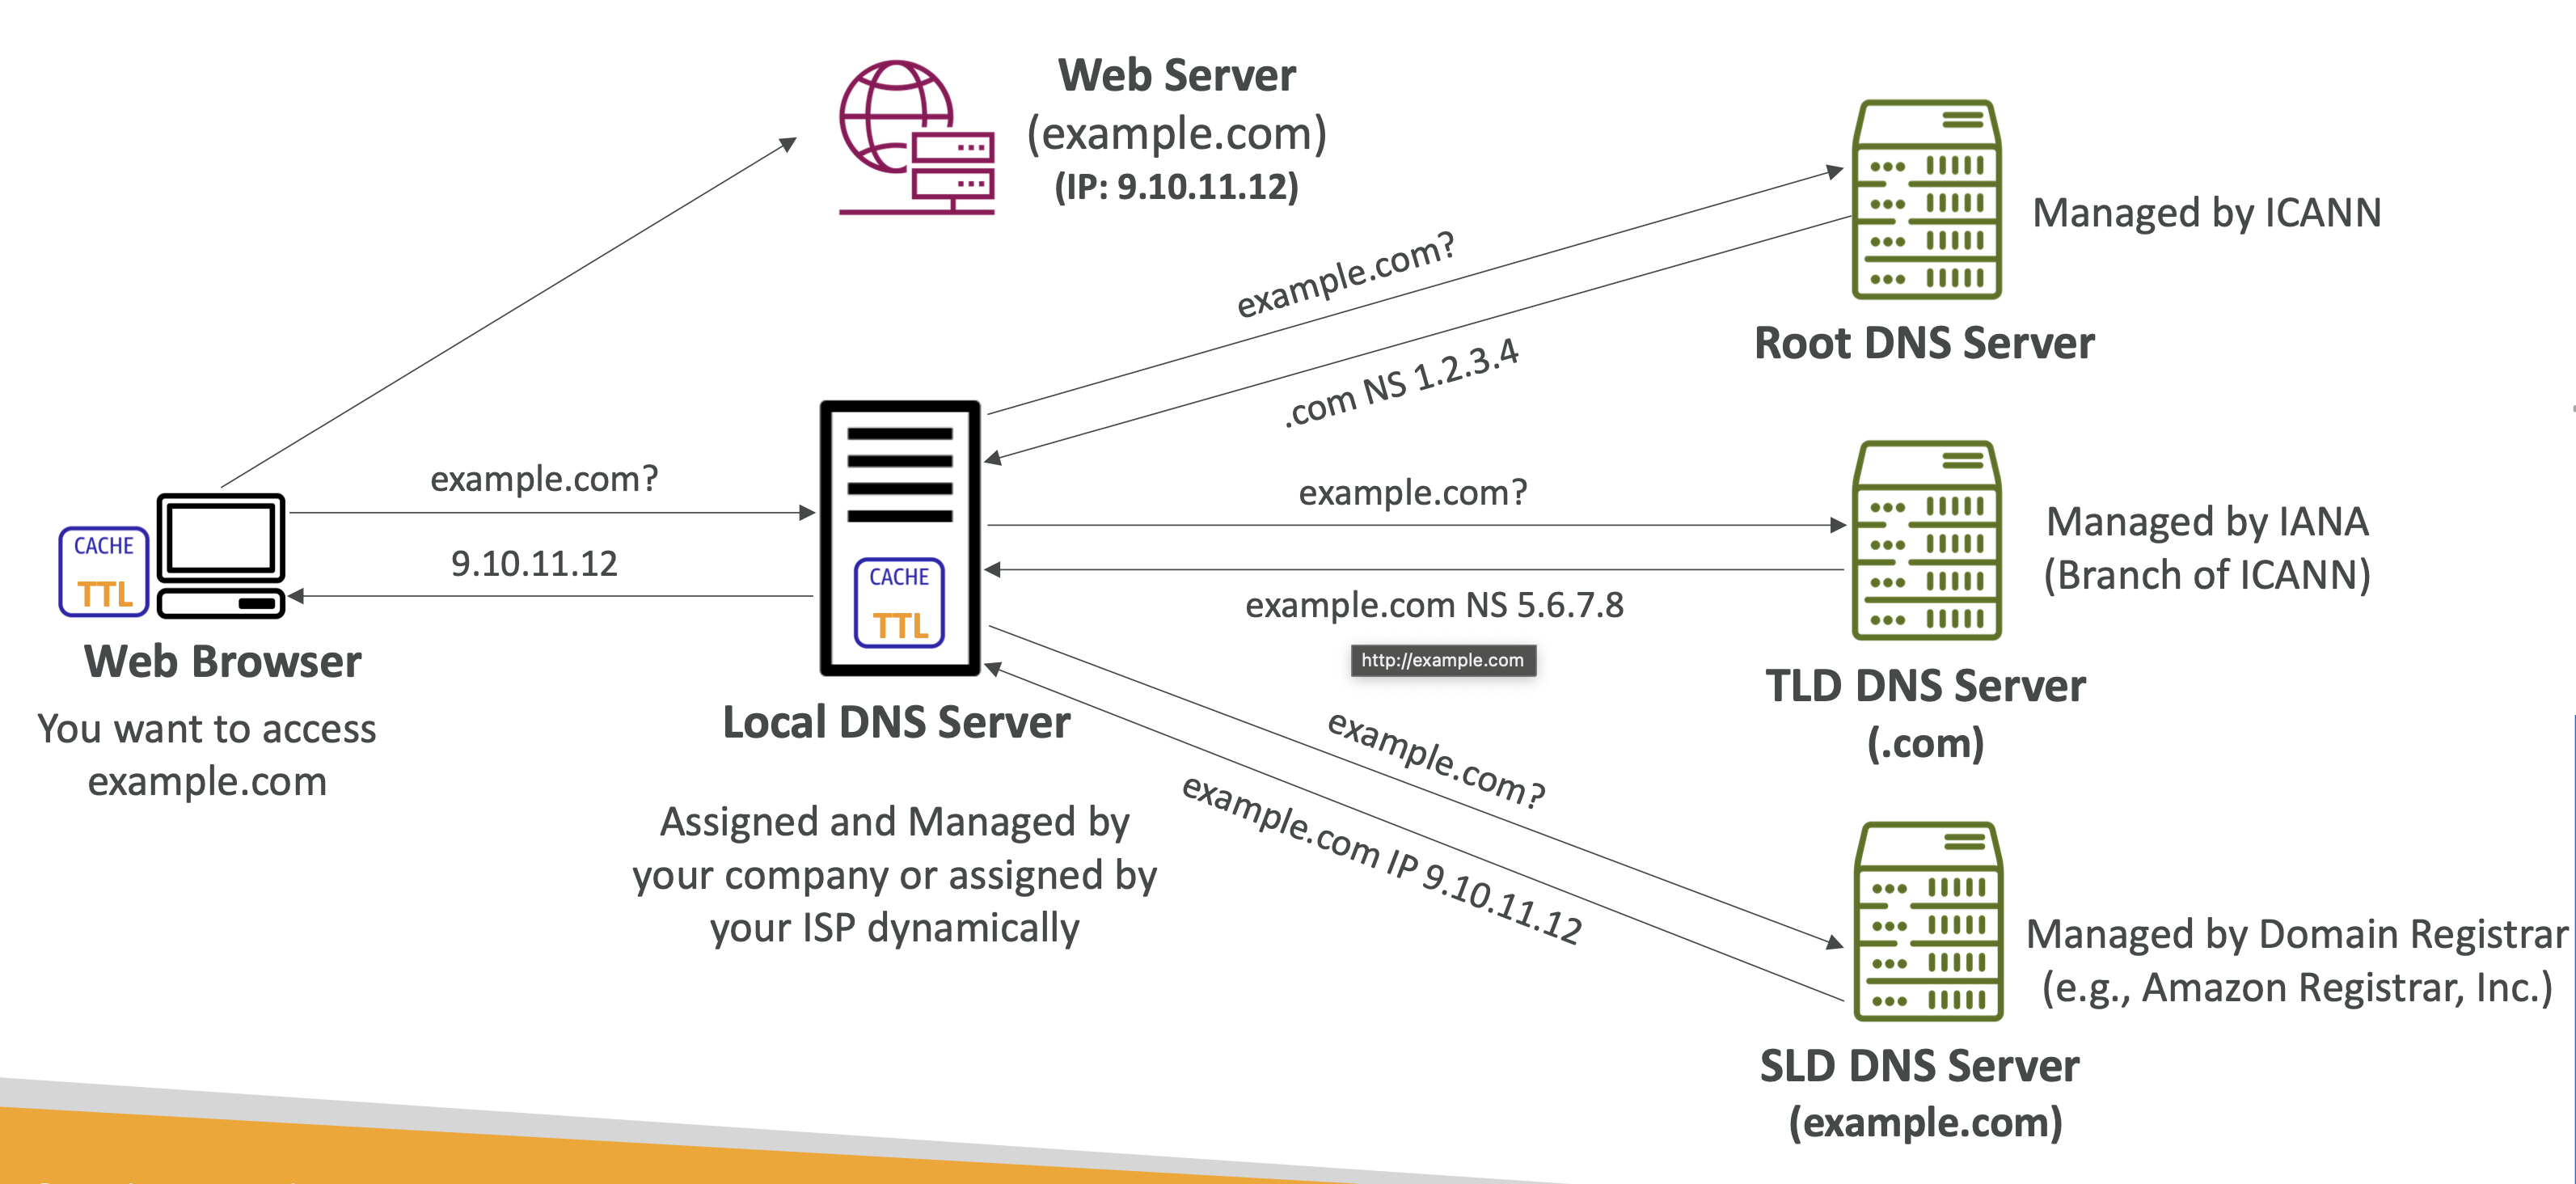 Web Server
(example.com)
(IP: 9.10.11.12)
example.com?
.com NS 1.2.3.4
Managed by ICANN
Root DNS Server
example.com?
9.10.11.12
CACHE
TTL
Web Browser
You want to access
example.com
CACHE
TTL
Local DNS Server
Assigned and Managed by
your company or assigned by
your ISP dynamically
example.com?
example.com NS 5.6.7.8
http://example.com
Managed by IANA
(Branch of ICANN)
TLD DNS Server
(.com)
example.com?
example.com IP 9.10.11.12
Managed by Domain Registrar
(e.g., Amazon Registrar, Inc.)
SLD DNS Server
(example.com)